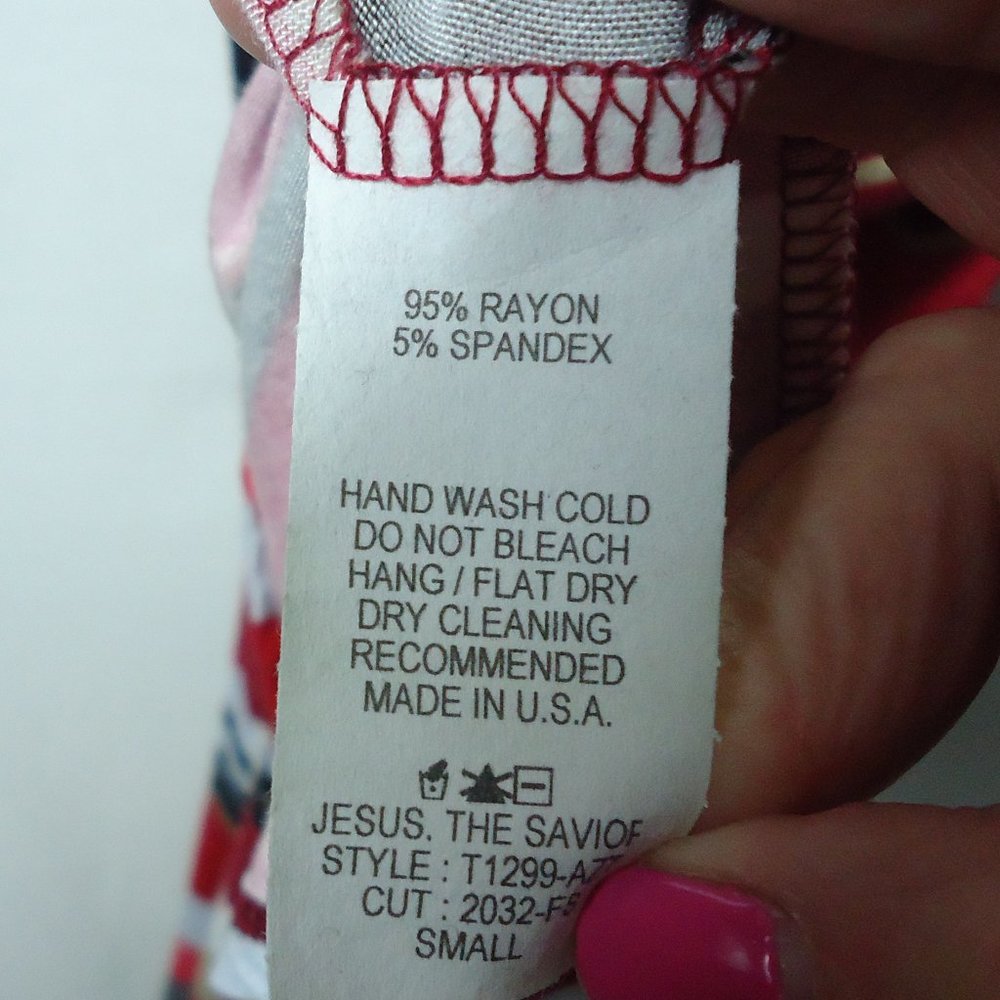 95% RAYON
5% SPANDEX
HAND WASH COLD
DO NOT BLEACH
HANG / FLAT DRY
DRY CLEANING
RECOMMENDED
MADE IN U.S.A.
JESUS. THE
STYLE :
CUT :
SMALL